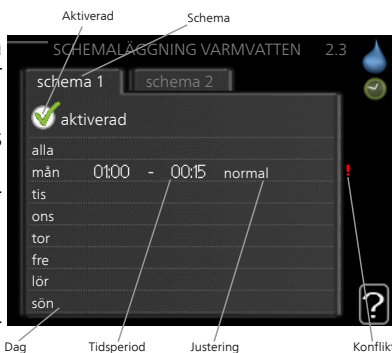 Aktiverad Schema
SCHEMALÄGGNING VARMVATTEN 2.3
schema 1 schema 2
aktiverad
alla
mån 01:00 - 00:15 normal !
tis
ons
tor
fre
lör
sön ?
Dag Tidsperiod Justering Konflikt